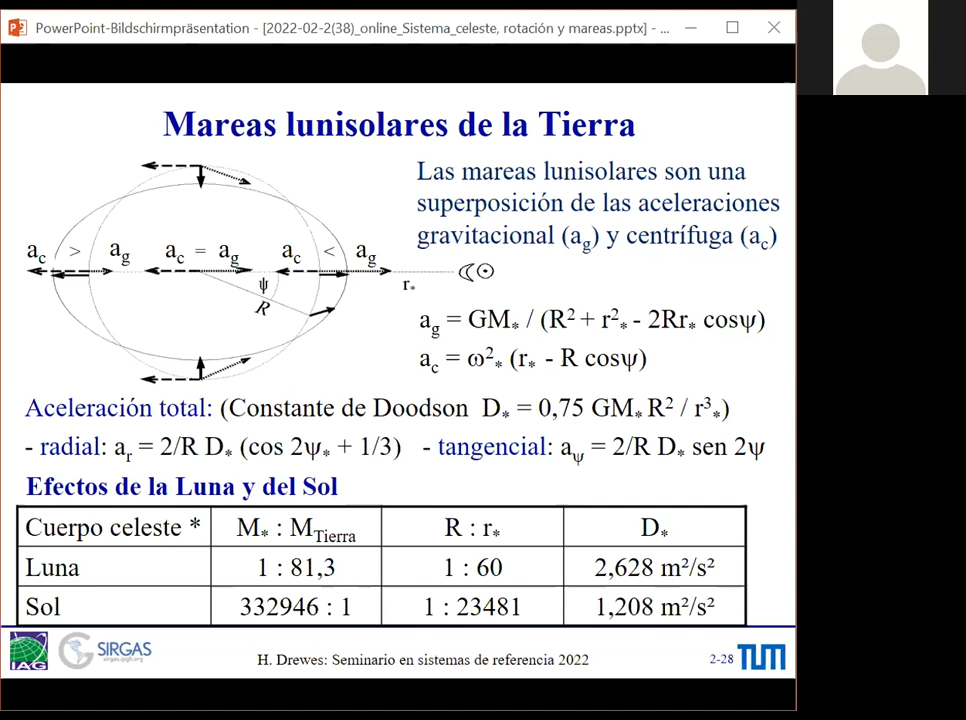 PowerPoint-Bildschirmpräsentation - [2022-02-2(38)_online_Sistema_celeste, rotación y mareas.pptx] - ...
Mareas lunisolares de la Tierra
Las mareas lunisolares son una
superposición de las aceleraciones
gravitacional (ag) y centrífuga (ac)
ac > ag ac = ag ac < ag
ψ
r*
R
ag = GM* / (R² + r²* - 2Rr* cosψ)
ac = ω²* (r* - R cosψ)
Aceleración total: (Constante de Doodson D* = 0,75 GM* R² / r³*)
- radial: ar = 2/R D* (cos 2ψ* + 1/3) - tangencial: aψ = 2/R D* sen 2ψ
Efectos de la Luna y del Sol
Cuerpo celeste * M* : MTierra R : r* D*
Luna 1 : 81,3 1 : 60 2,628 m²/s²
Sol 332946 : 1 1 : 23481 1,208 m²/s²
IAG SIRGAS
sirgas.ipgh.org
H. Drewes: Seminario en sistemas de referencia 2022
2-28 TUM